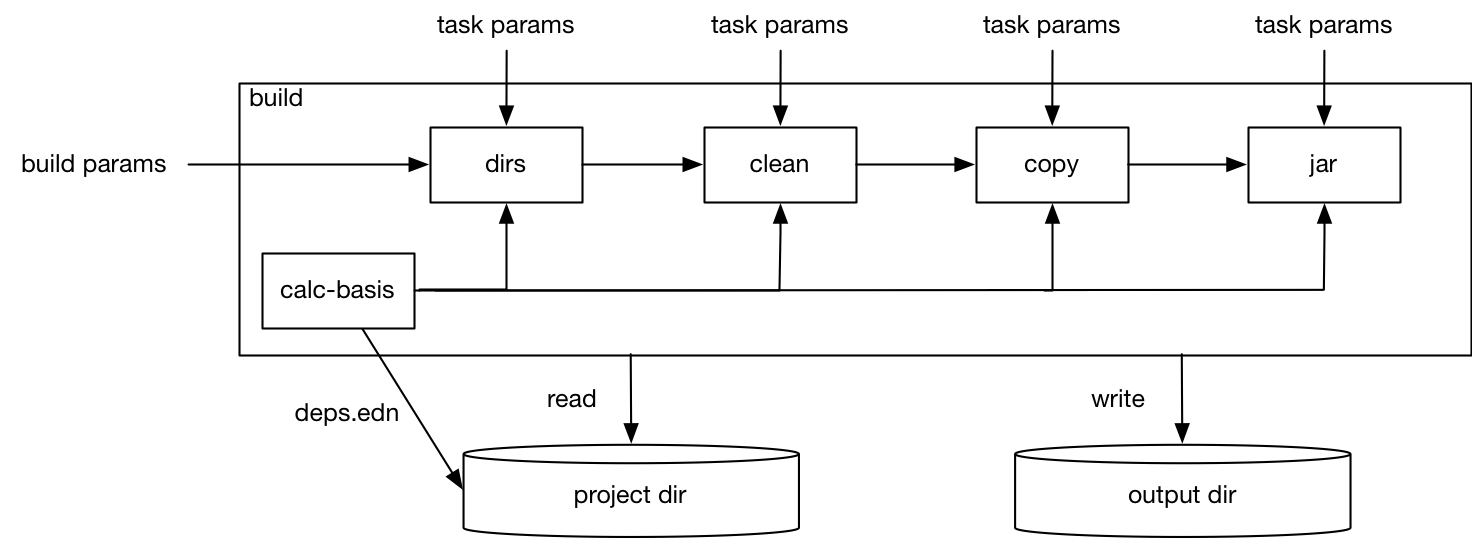 task params
task params
task params
task params
build
build params
dirs
clean
copy
jar
calc-basis
deps.edn
read
write
project dir
output dir